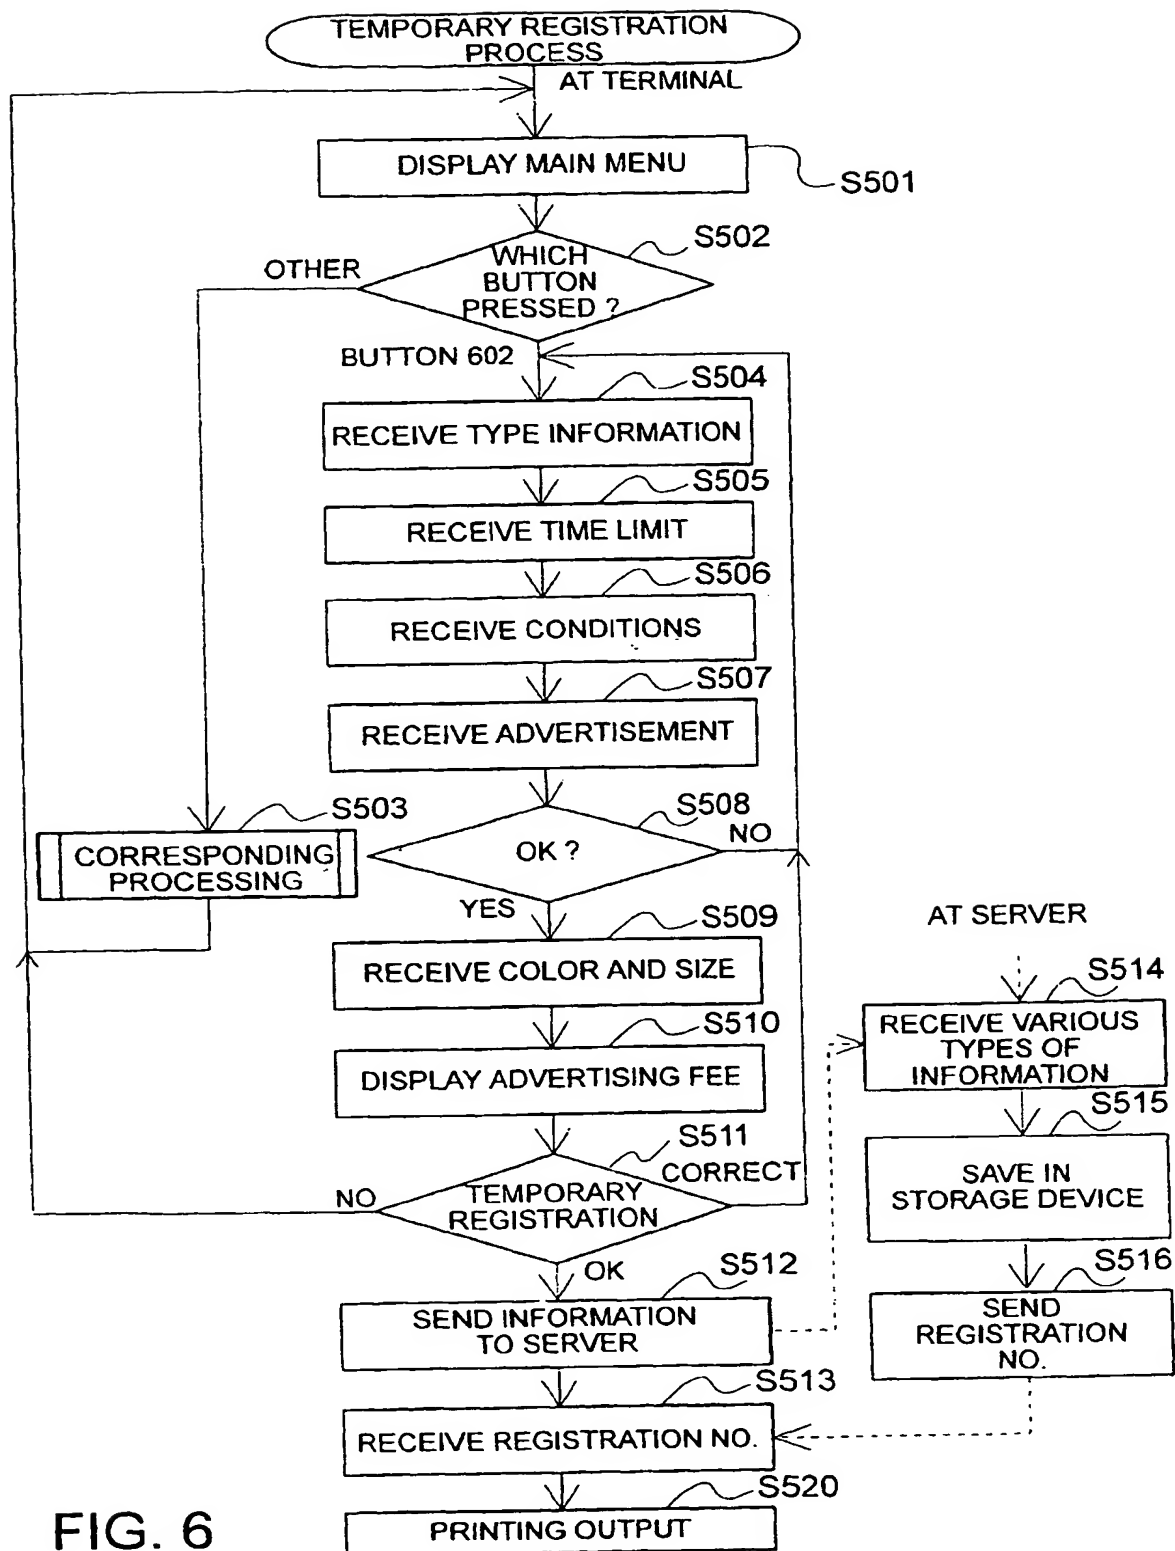 TEMPORARY REGISTRATION
PROCESS
AT TERMINAL
DISPLAY MAIN MENU
S501
S502
WHICH
BUTTON
PRESSED ?
OTHER
BUTTON 602
S504
RECEIVE TYPE INFORMATION
S505
RECEIVE TIME LIMIT
S506
RECEIVE CONDITIONS
S507
RECEIVE ADVERTISEMENT
S503
CORRESPONDING
PROCESSING
S508
OK ?
NO
YES
S509
RECEIVE COLOR AND SIZE
S510
DISPLAY ADVERTISING FEE
S511
CORRECT
NO
TEMPORARY
REGISTRATION
OK
S512
SEND INFORMATION
TO SERVER
S513
RECEIVE REGISTRATION NO.
S520
PRINTING OUTPUT
AT SERVER
S514
RECEIVE VARIOUS
TYPES OF
INFORMATION
S515
SAVE IN
STORAGE DEVICE
S516
SEND
REGISTRATION
NO.
FIG. 6